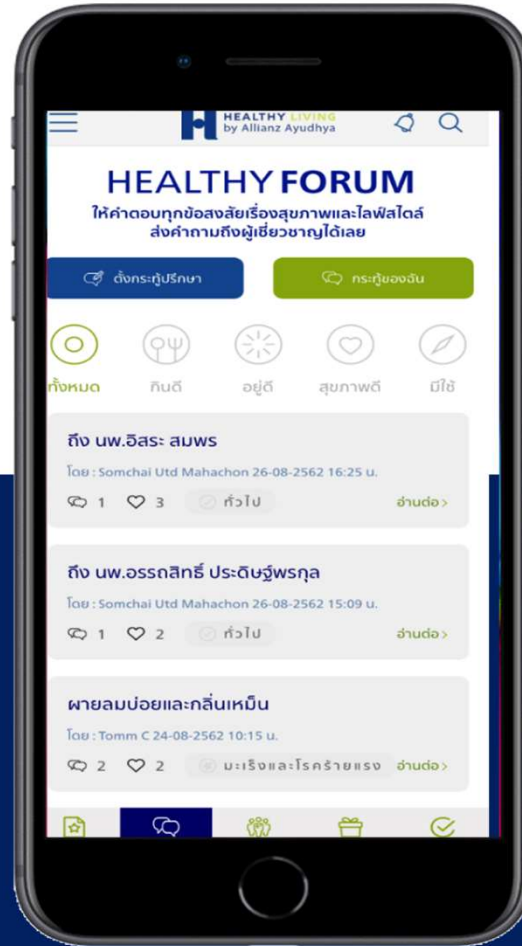 HEALTHY LIVING
by Allianz Ayudhya
HEALTHY FORUM
ให้คำตอบทุกข้อสงสัยเรื่องสุขภาพและไลฟ์สไตล์
ส่งคำถามถึงผู้เชี่ยวชาญได้เลย
ตั้งกระทู้ปรึกษา
กระทู้ของฉัน
ทั้งหมด กินดี อยู่ดี สุขภาพดี มีใช้
ถึง นพ.อิสระ สมพร
โดย : Somchai Utd Mahachon 26-08-2562 16:25 น.
1 3 ทั่วไป อ่านต่อ >
ถึง นพ.อรรถสิทธิ์ ประดิษฐ์พรกุล
โดย : Somchai Utd Mahachon 26-08-2562 15:09 น.
1 2 ทั่วไป อ่านต่อ >
ผายลมบ่อยและกลิ่นเหม็น
โดย : Tomm C 24-08-2562 10:15 น.
2 2 มะเร็งและโรคร้ายแรง อ่านต่อ >